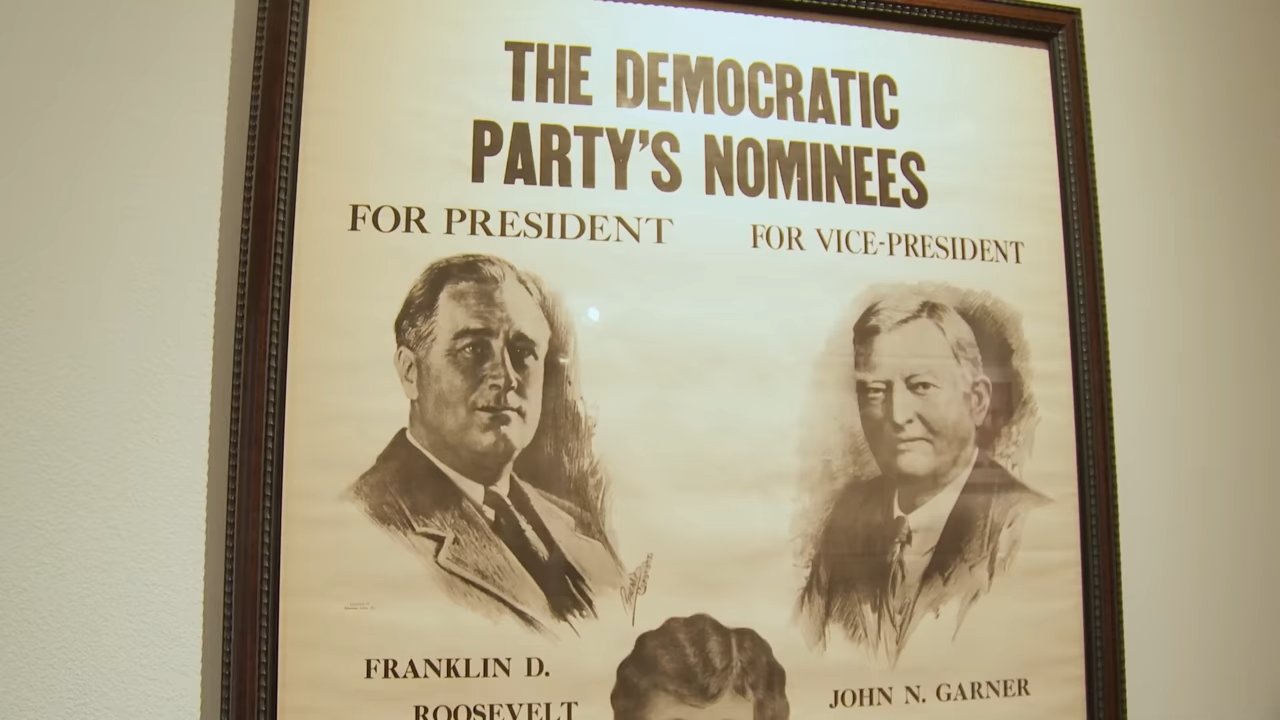 THE DEMOCRATIC
PARTY'S NOMINEES
FOR PRESIDENT
FOR VICE-PRESIDENT
FRANKLIN D.
ROOSEVELT
JOHN N. GARNER